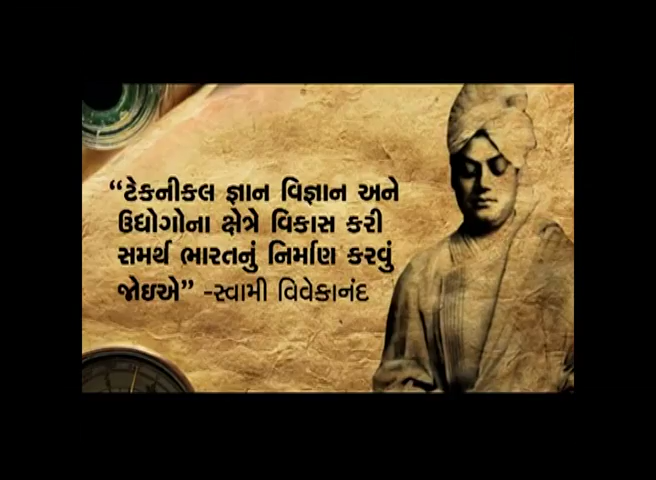 “ટેકનીકલ જ્ઞાન વિજ્ઞાન અને
ઉદ્યોગોના ક્ષેત્રે વિકાસ કરી
સમર્થ ભારતનું નિર્માણ કરવું
જોઇએ” -સ્વામી વિવેકાનંદ